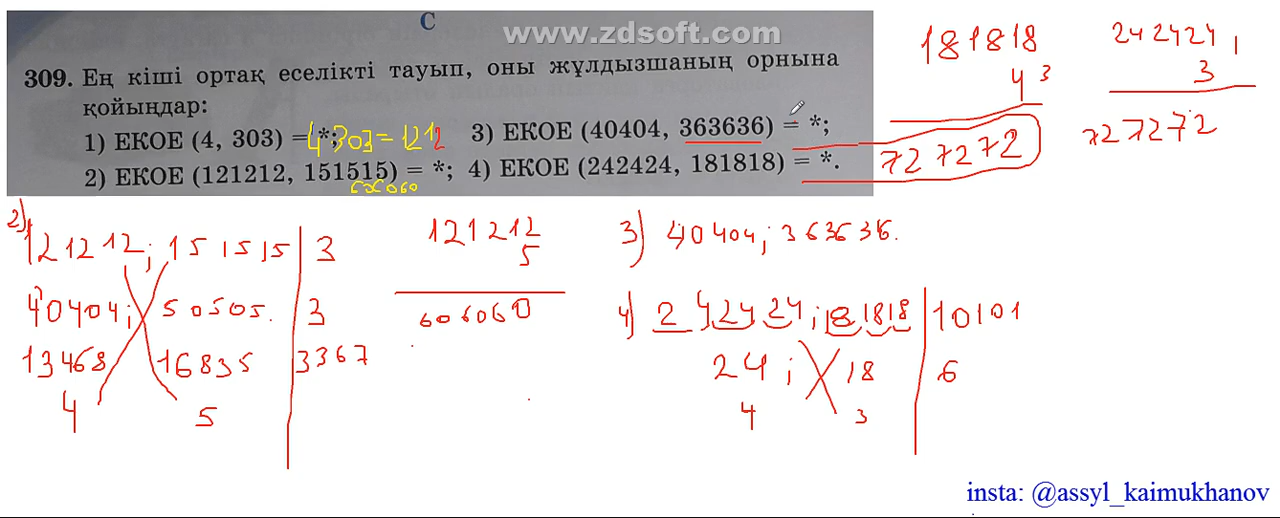 C
www.zdsoft.com
309. Ең кіші ортақ еселікті тауып, оны жұлдызшаның орнына
қойыңдар:
1) ЕКОЕ (4, 303) = *; 4 303 = 1212
2) ЕКОЕ (121212, 151515) = *; 606060
3) ЕКОЕ (40404, 363636) = *;
4) ЕКОЕ (242424, 181818) = *.
181818
4 3
727272
242424 1
3
727272
2)
121212; 151515 | 3
40404; 50505. | 3
13468 16835 | 3367
4 5
121212
5
606060
3) 40404; 363636.
4) 242424; 181818 | 10101
24; 18 | 6
4 3
insta: @assyl_kaimukhanov